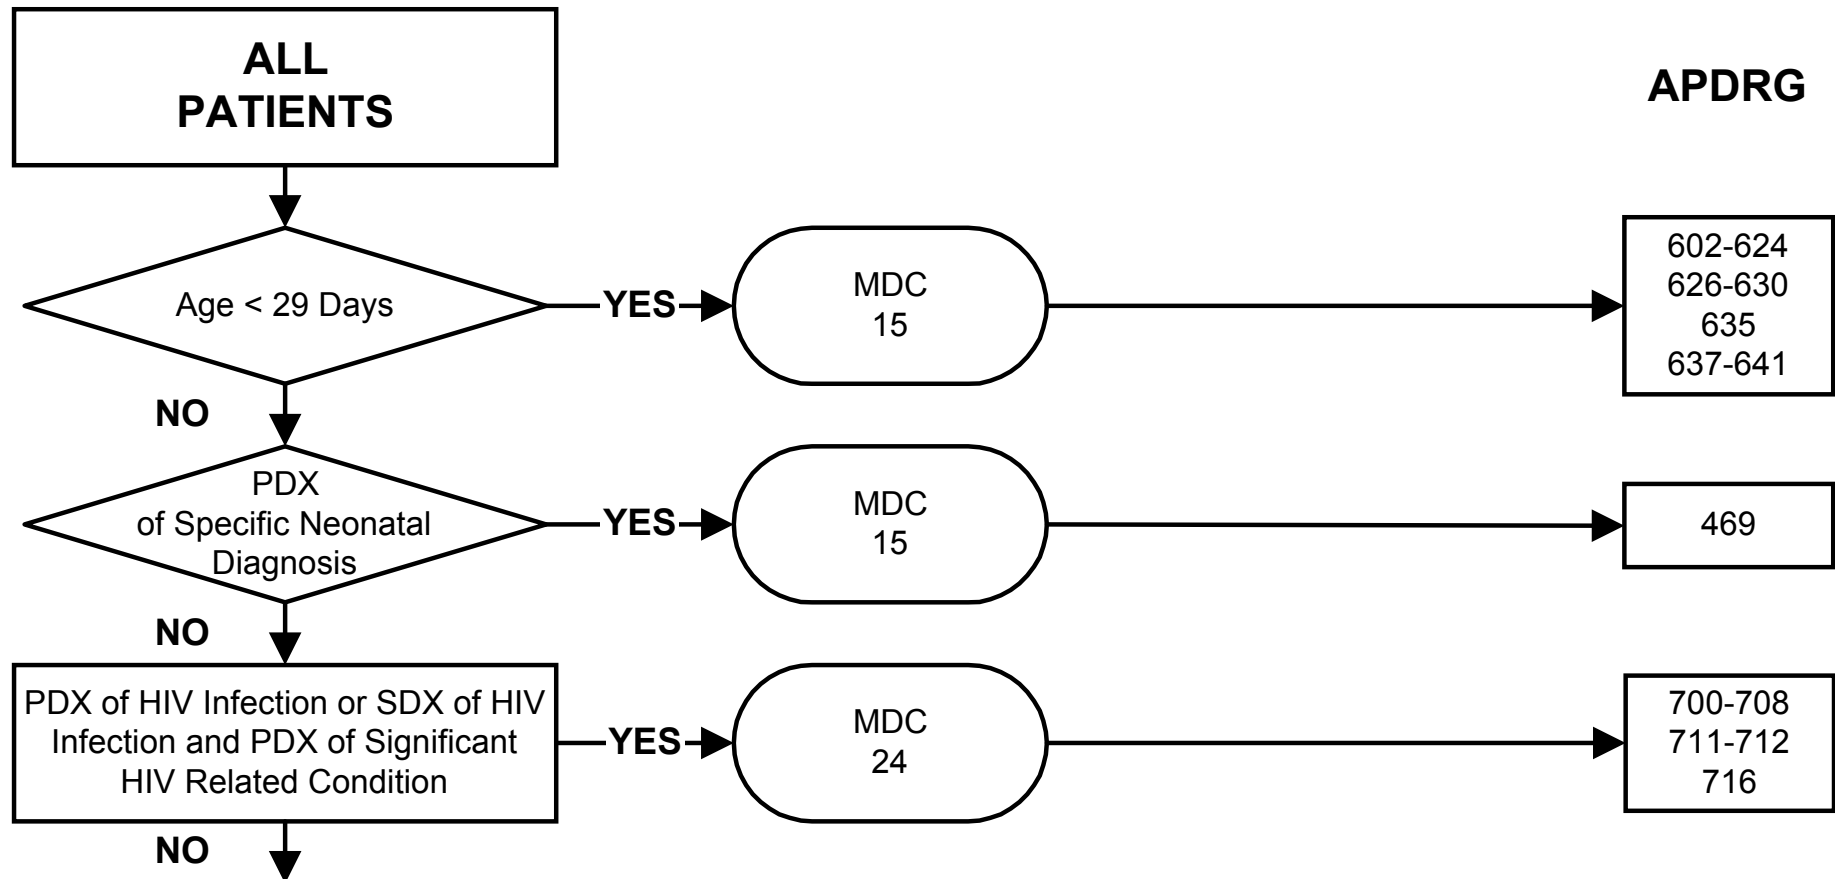 ALL
PATIENTS
APDRG
Age < 29 Days
YES
MDC
15
602-624
626-630
635
637-641
NO
PDX
of Specific Neonatal
Diagnosis
YES
MDC
15
469
NO
PDX of HIV Infection or SDX of HIV
Infection and PDX of Significant
HIV Related Condition
YES
MDC
24
700-708
711-712
716
NO